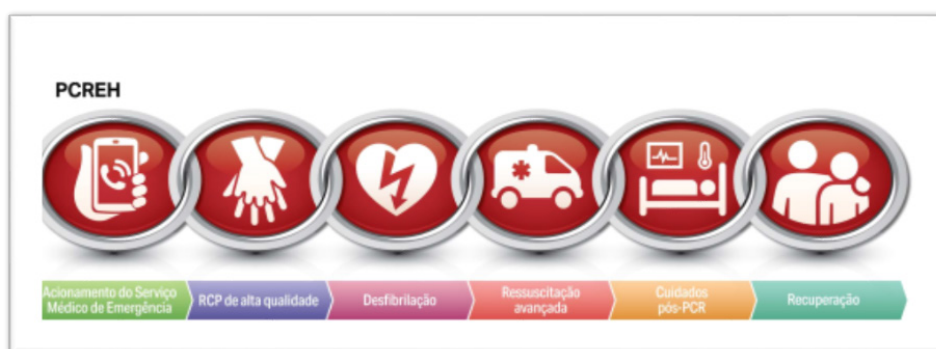 PCREH
Acionamento do Serviço
Médico de Emergência
RCP de alta qualidade
Desfibrilação
Ressuscitação
avançada
Cuidados
pós-PCR
Recuperação